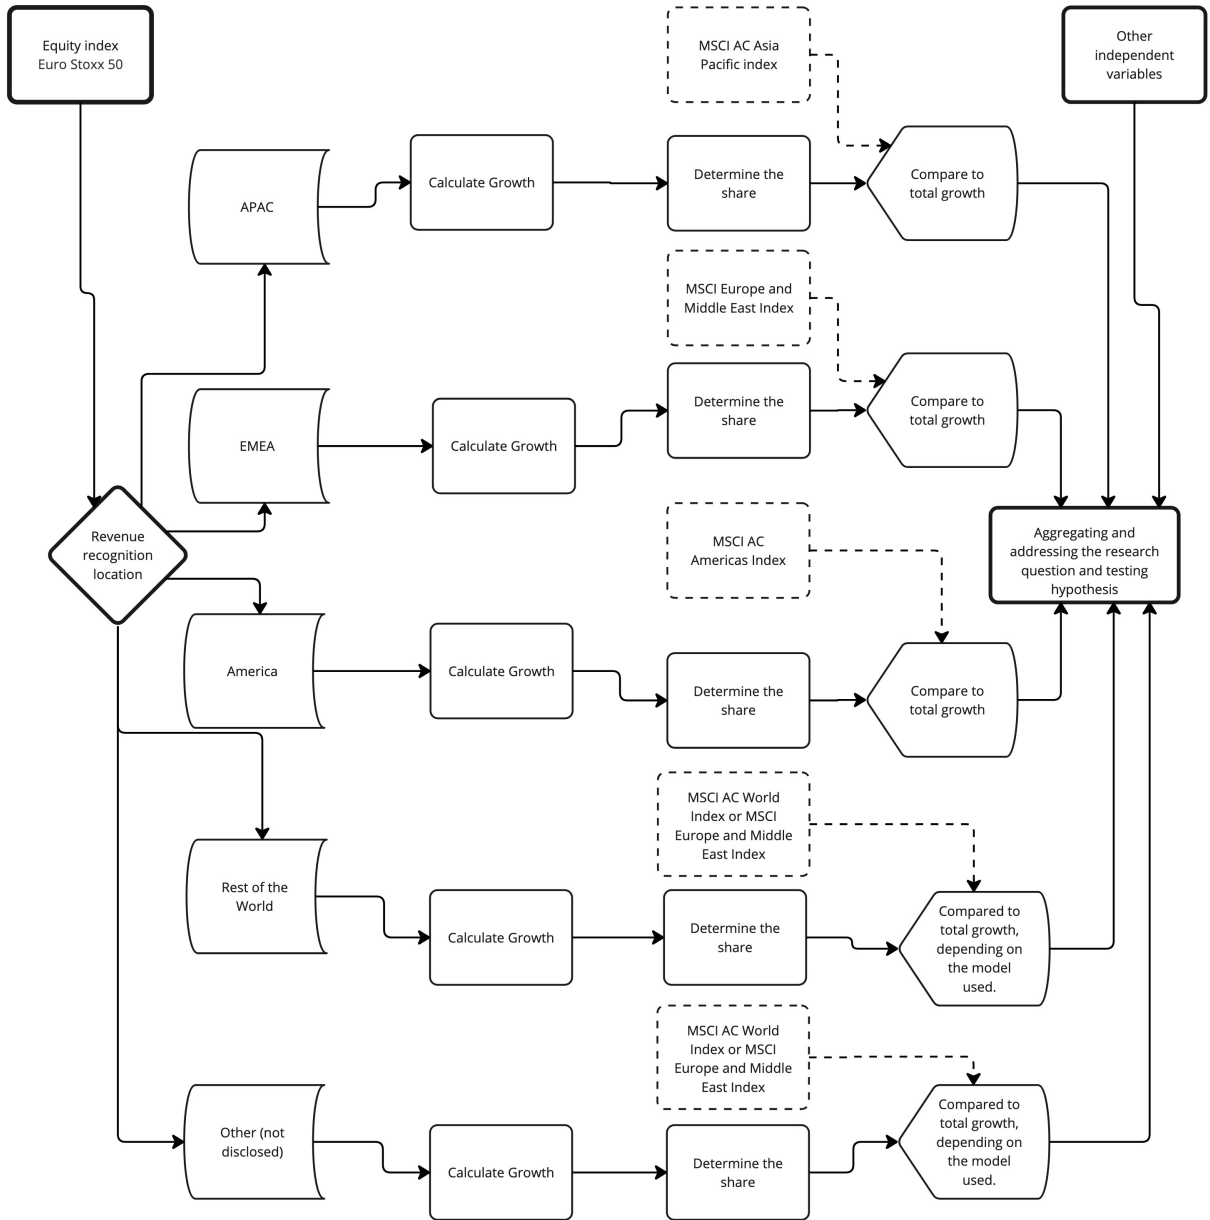 Equity index
Euro Stoxx 50
MSCI AC Asia
Pacific index
Other
independent
variables
APAC
Calculate Growth
Determine the
share
Compare to
total growth
MSCI Europe and
Middle East Index
EMEA
Calculate Growth
Determine the
share
Compare to
total growth
Revenue
recognition
location
MSCI AC
Americas Index
Aggregating and
addressing the research
question and testing
hypothesis
America
Calculate Growth
Determine the
share
Compare to
total growth
MSCI AC World
Index or MSCI
Europe and Middle
East Index
Rest of the
World
Calculate Growth
Determine the
share
Compared to
total growth,
depending on
the model
used.
MSCI AC World
Index or MSCI
Europe and Middle
East Index
Other (not
disclosed)
Calculate Growth
Determine the
share
Compared to
total growth,
depending on
the model
used.